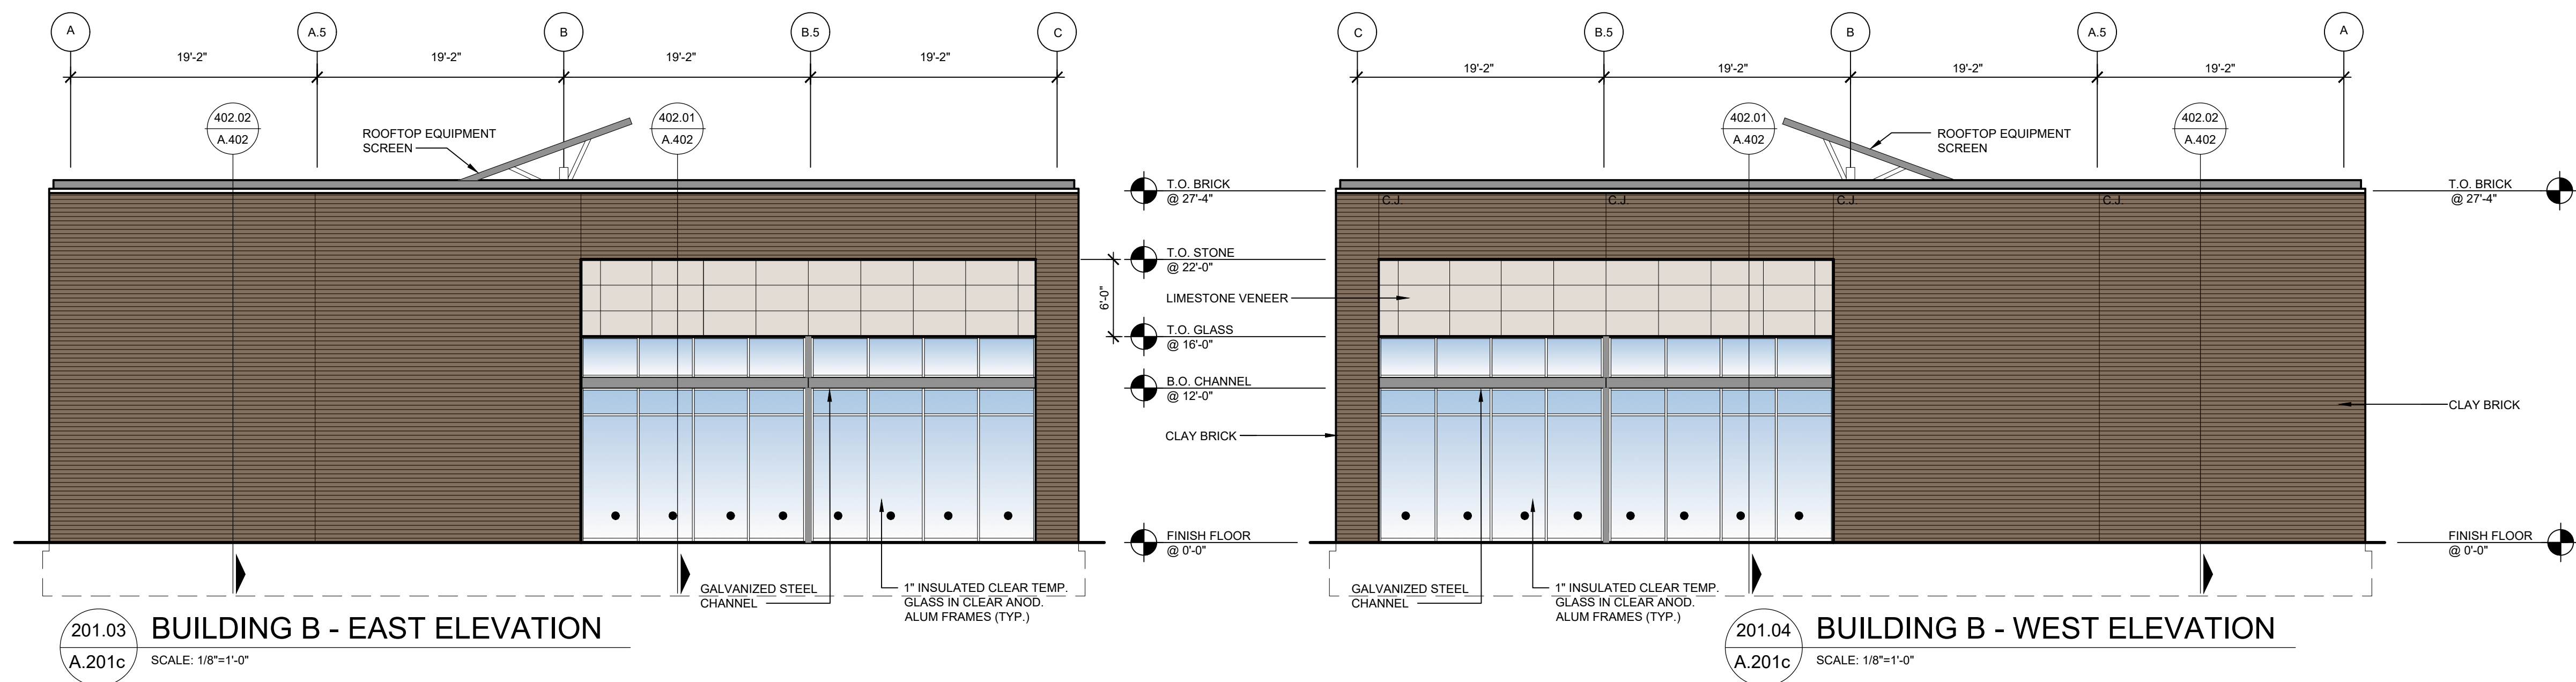 A
A.5
B
B.5
C
19'-2"
19'-2"
19'-2"
19'-2"
402.02
A.402
ROOFTOP EQUIPMENT
SCREEN
402.01
A.402
GALVANIZED STEEL
CHANNEL
1" INSULATED CLEAR TEMP.
GLASS IN CLEAR ANOD.
ALUM FRAMES (TYP.)
201.03
A.201c
BUILDING B - EAST ELEVATION
SCALE: 1/8"=1'-0"
6'-0"
T.O. BRICK
@ 27'-4"
T.O. STONE
@ 22'-0"
LIMESTONE VENEER
T.O. GLASS
@ 16'-0"
B.O. CHANNEL
@ 12'-0"
CLAY BRICK
FINISH FLOOR
@ 0'-0"
C
B.5
B
A.5
A
19'-2"
19'-2"
19'-2"
19'-2"
402.01
A.402
ROOFTOP EQUIPMENT
SCREEN
402.02
A.402
C.J.
C.J.
C.J.
C.J.
T.O. BRICK
@ 27'-4"
CLAY BRICK
FINISH FLOOR
@ 0'-0"
GALVANIZED STEEL
CHANNEL
1" INSULATED CLEAR TEMP.
GLASS IN CLEAR ANOD.
ALUM FRAMES (TYP.)
201.04
A.201c
BUILDING B - WEST ELEVATION
SCALE: 1/8"=1'-0"